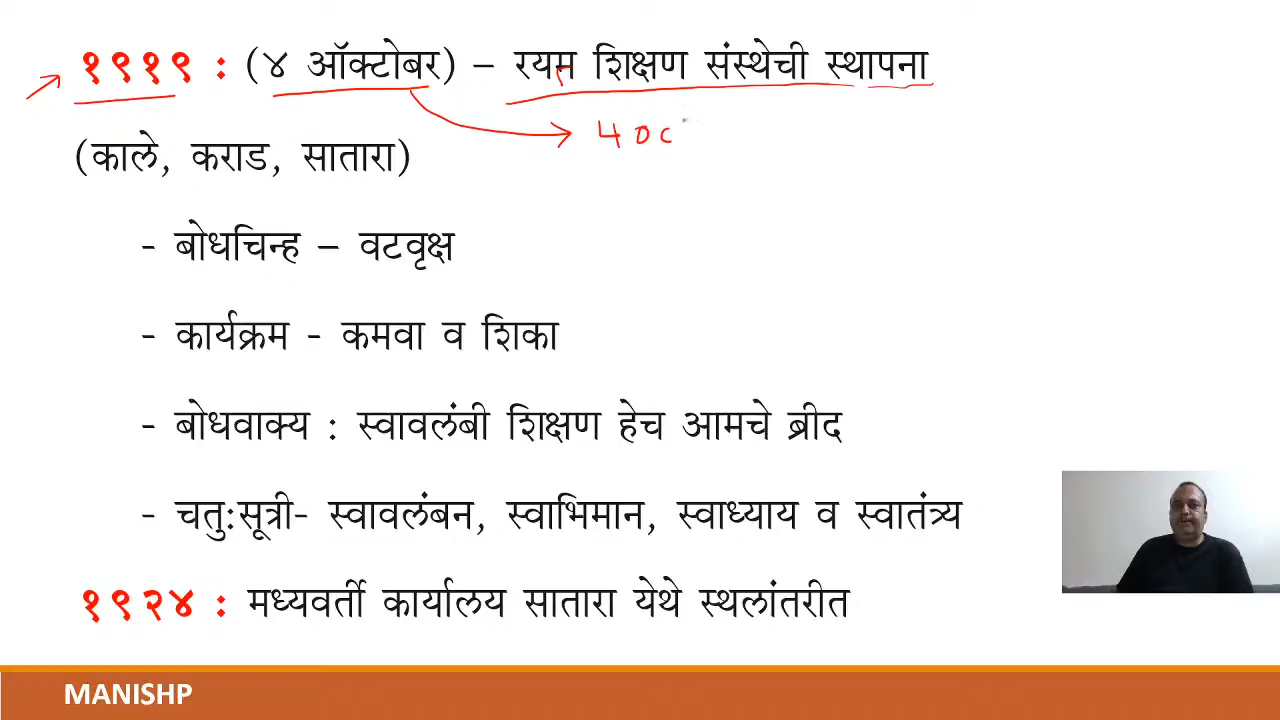 १९१९ : (४ ऑक्टोबर) – रयम शिक्षण संस्थेची स्थापना
4 oc
(काले, कराड, सातारा)
- बोधचिन्ह – वटवृक्ष
- कार्यक्रम - कमवा व शिका
- बोधवाक्य : स्वावलंबी शिक्षण हेच आमचे ब्रीद
- चतु:सूत्री- स्वावलंबन, स्वाभिमान, स्वाध्याय व स्वातंत्र्य
१९२४ : मध्यवर्ती कार्यालय सातारा येथे स्थलांतरीत
MANISHP